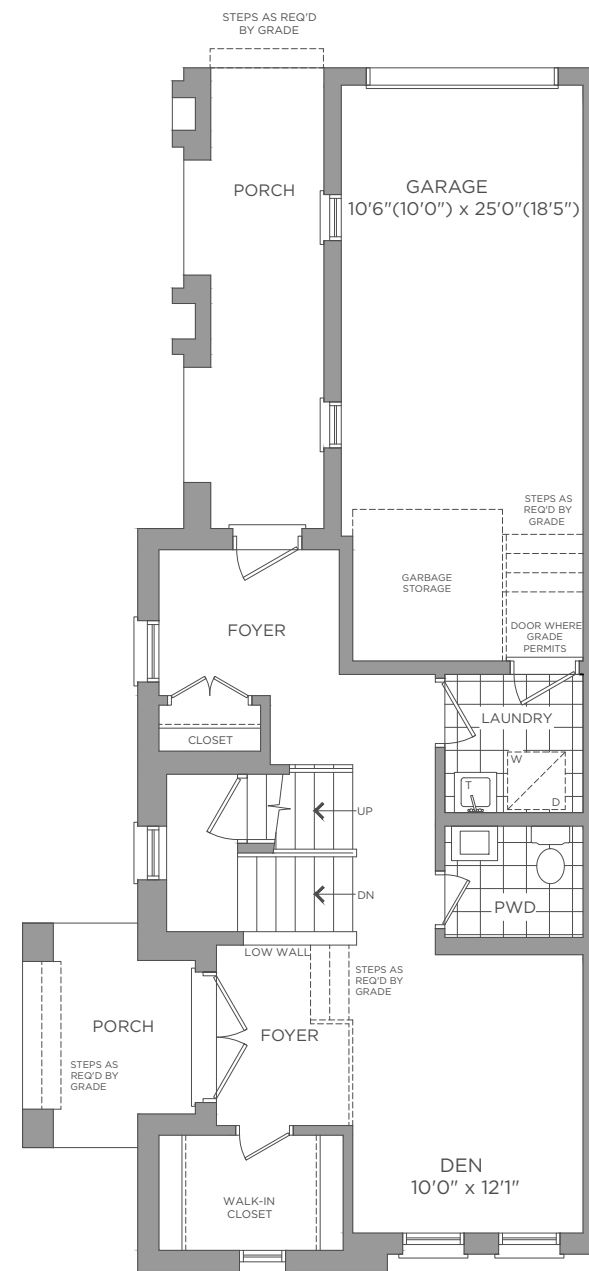 STEPS AS REQ'D
BY GRADE
PORCH
GARAGE
10'6"(10'0") x 25'0"(18'5")
STEPS AS
REQ'D BY
GRADE
GARBAGE
STORAGE
DOOR WHERE
GRADE
PERMITS
FOYER
LAUNDRY
CLOSET
W
T
D
UP
DN
PWD
LOW WALL
STEPS AS
REQ'D BY
GRADE
PORCH
FOYER
STEPS AS
REQ'D BY
GRADE
DEN
10'0" x 12'1"
WALK-IN
CLOSET